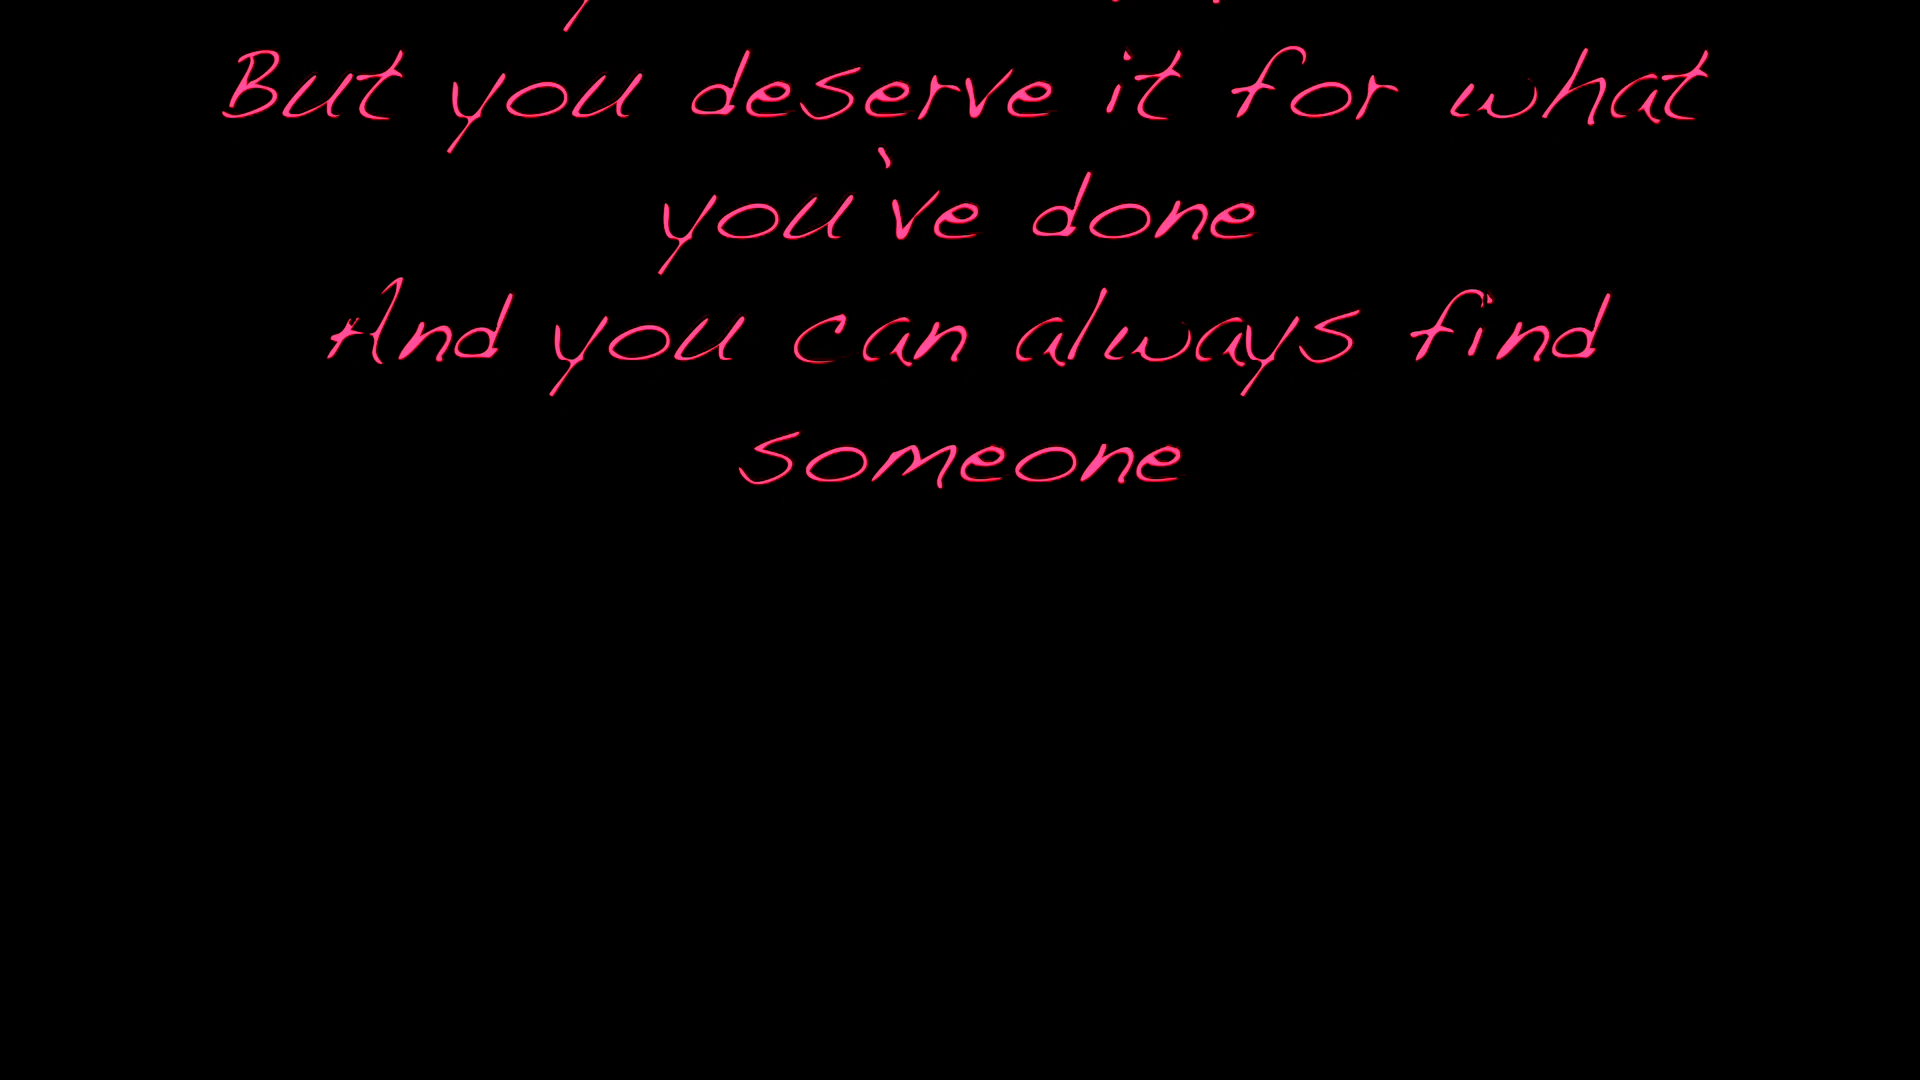 But you deserve it for what
you've done
And you can always find
someone